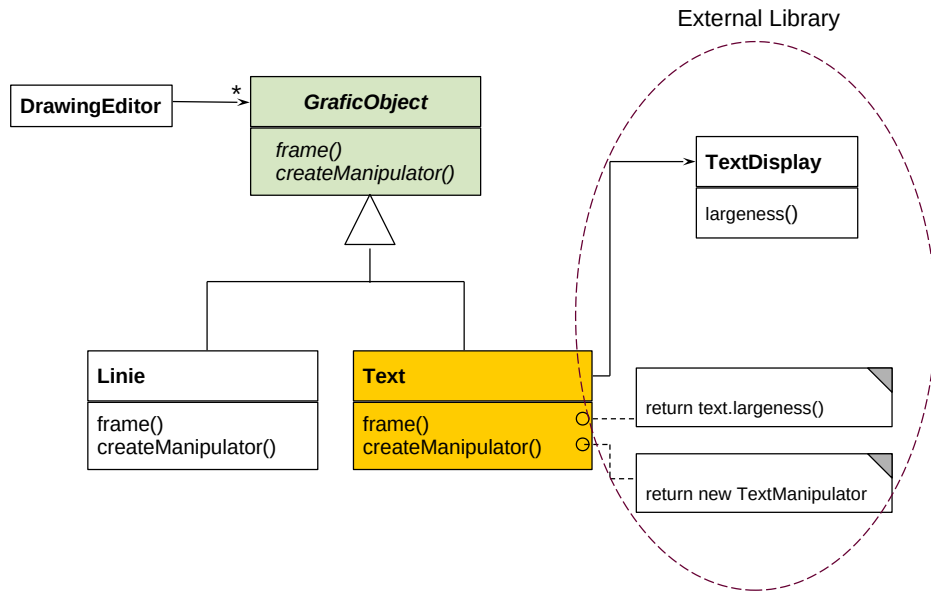 External Library
DrawingEditor
*
GraficObject
frame()
createManipulator()
TextDisplay
largeness()
Linie
frame()
createManipulator()
Text
frame()
createManipulator()
return text.largeness()
return new TextManipulator